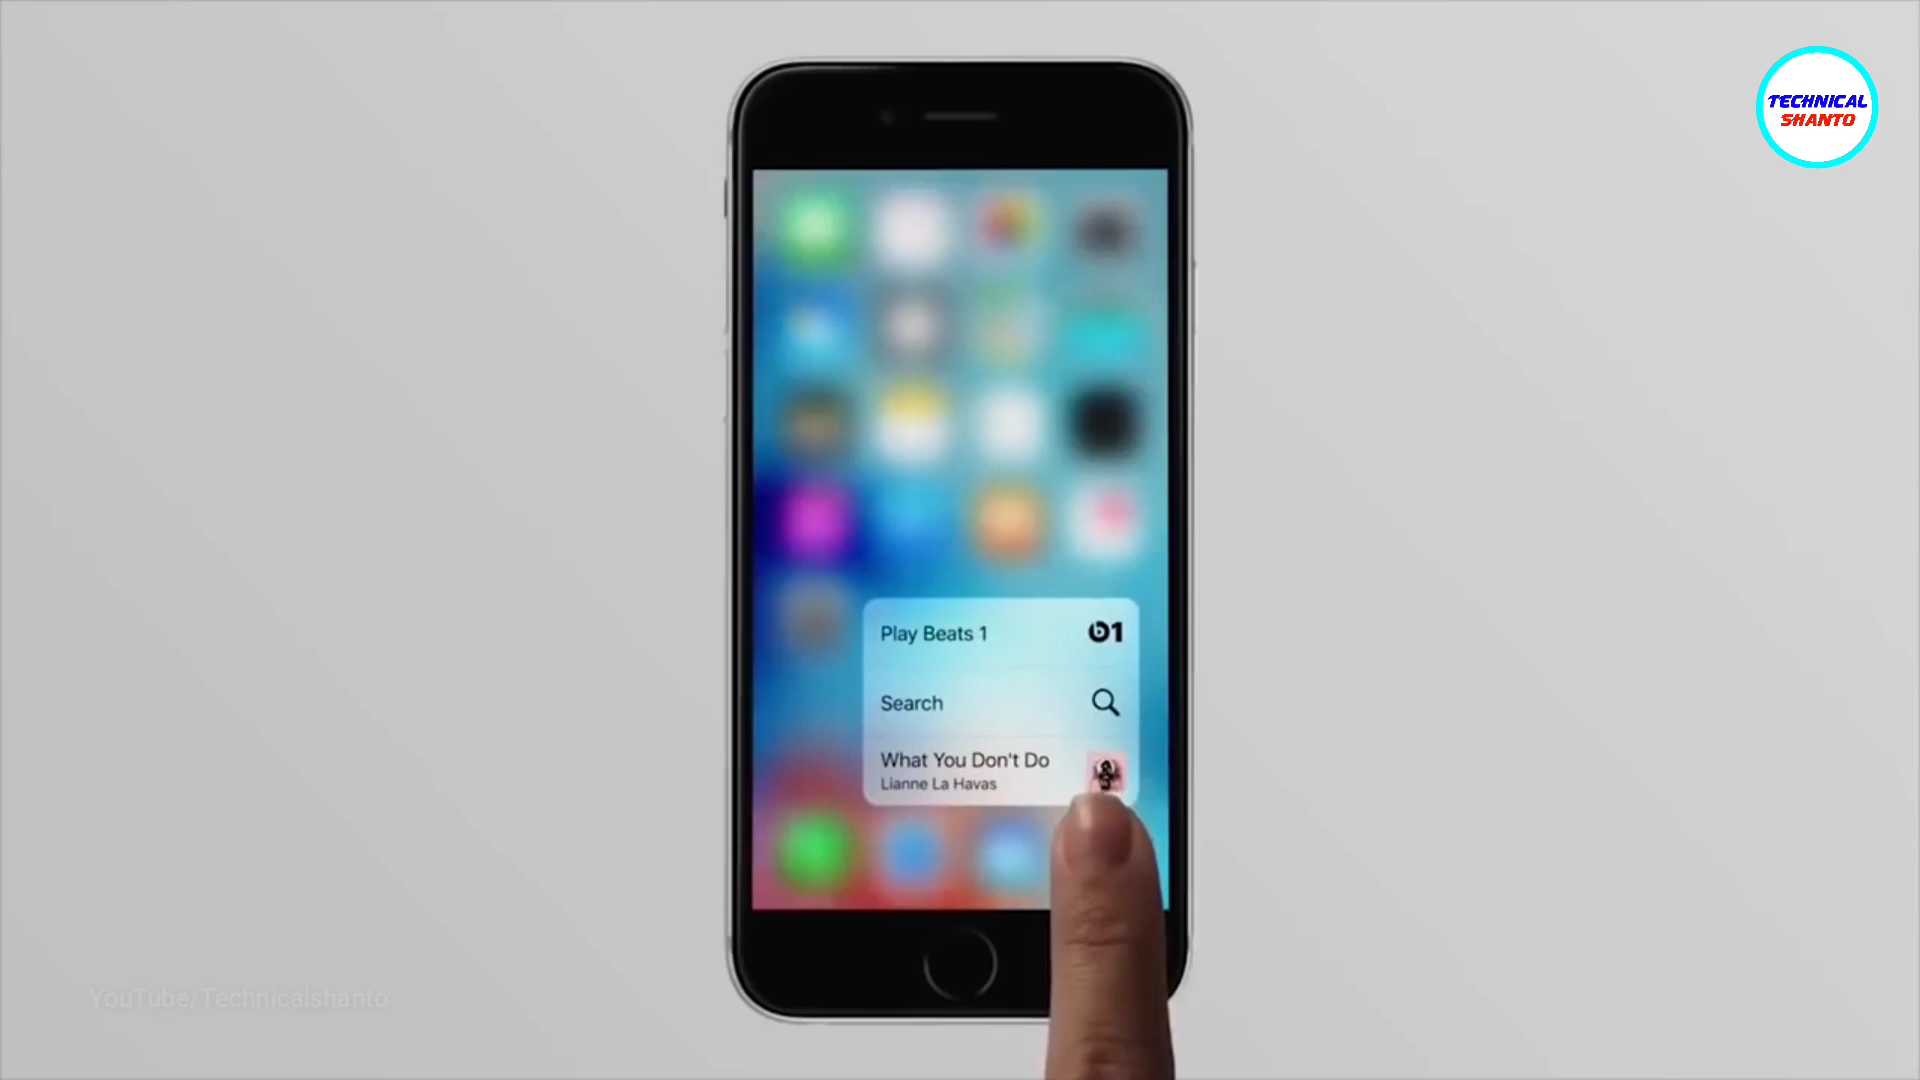 TECHNICAL
SHANTO
Play Beats 1
Search
What You Don't Do
Lianne La Havas
YouTube/Technicalshanto